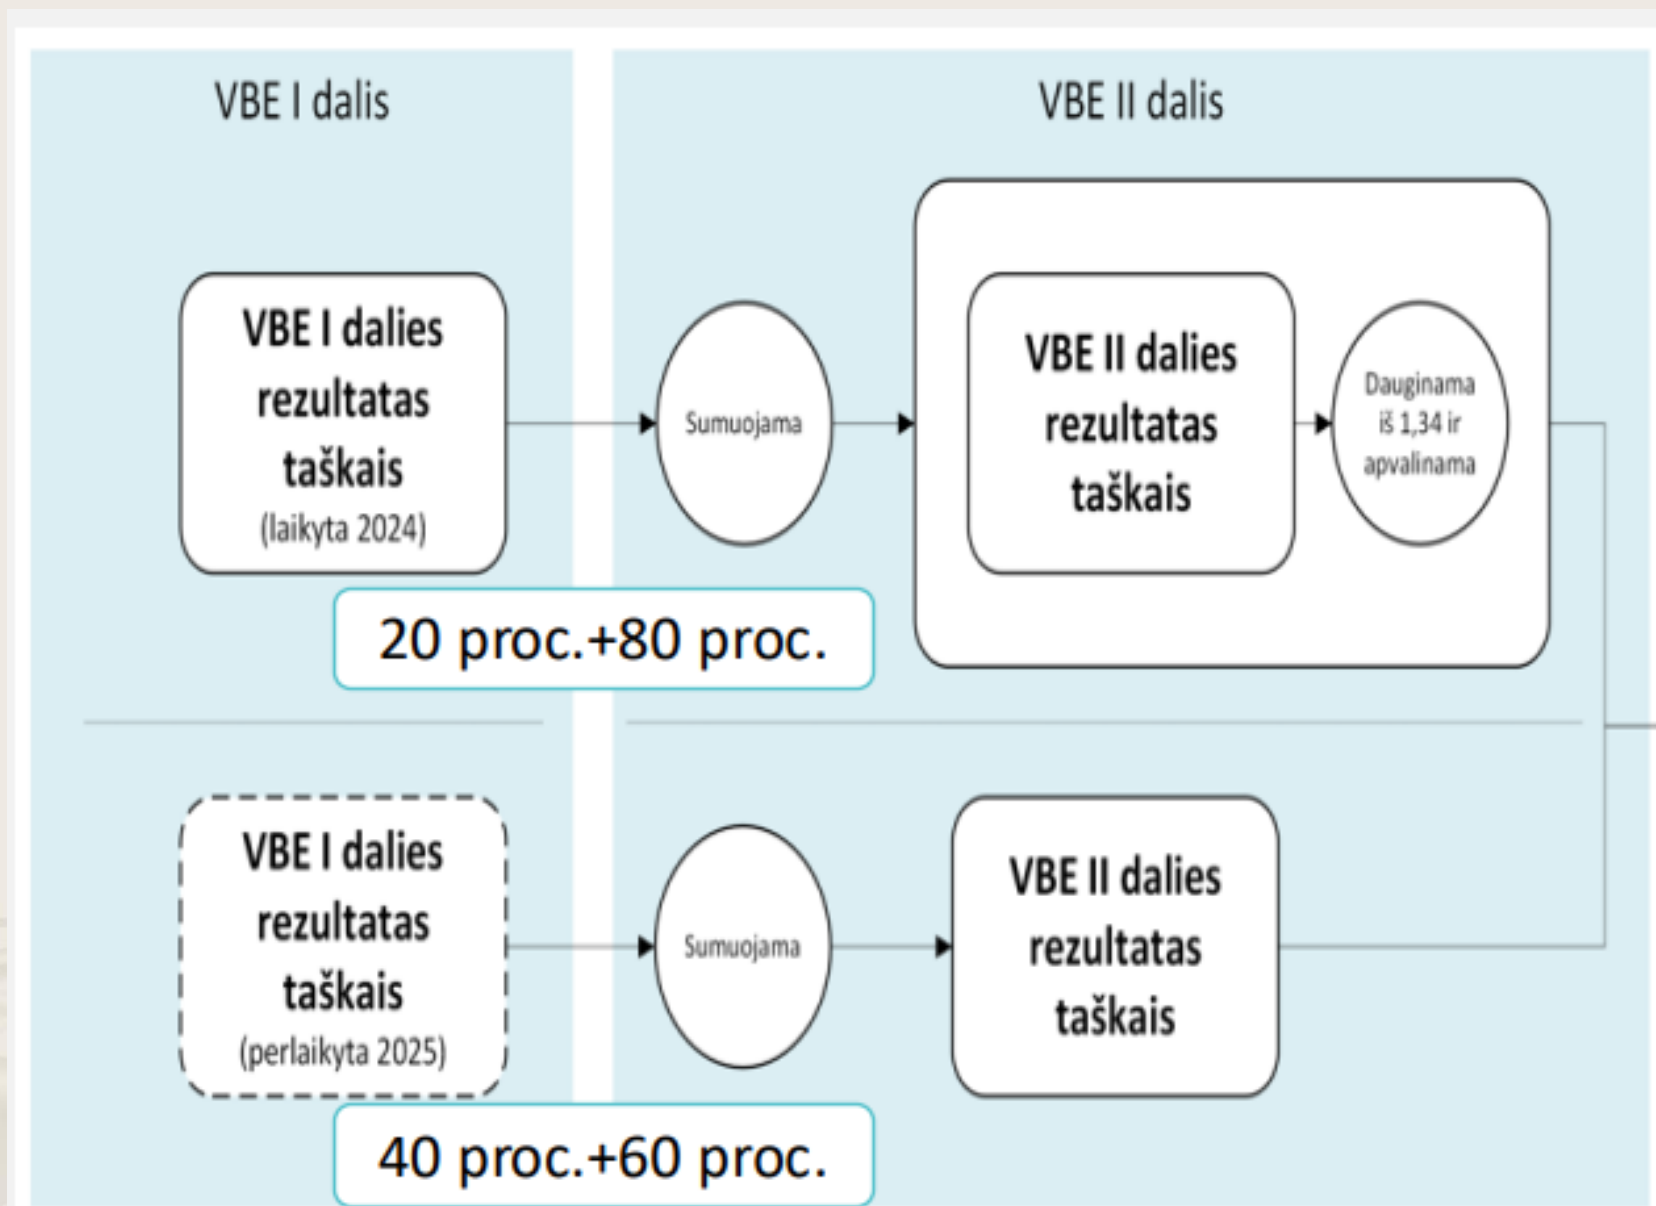 VBE I dalis
VBE II dalis
VBE I dalies
rezultatas
taškais
(laikyta 2024)
Sumuojama
VBE II dalies
rezultatas
taškais
Dauginama
iš 1,34 ir
apvalinama
20 proc.+80 proc.
VBE I dalies
rezultatas
taškais
(perlaikyta 2025)
Sumuojama
VBE II dalies
rezultatas
taškais
40 proc.+60 proc.